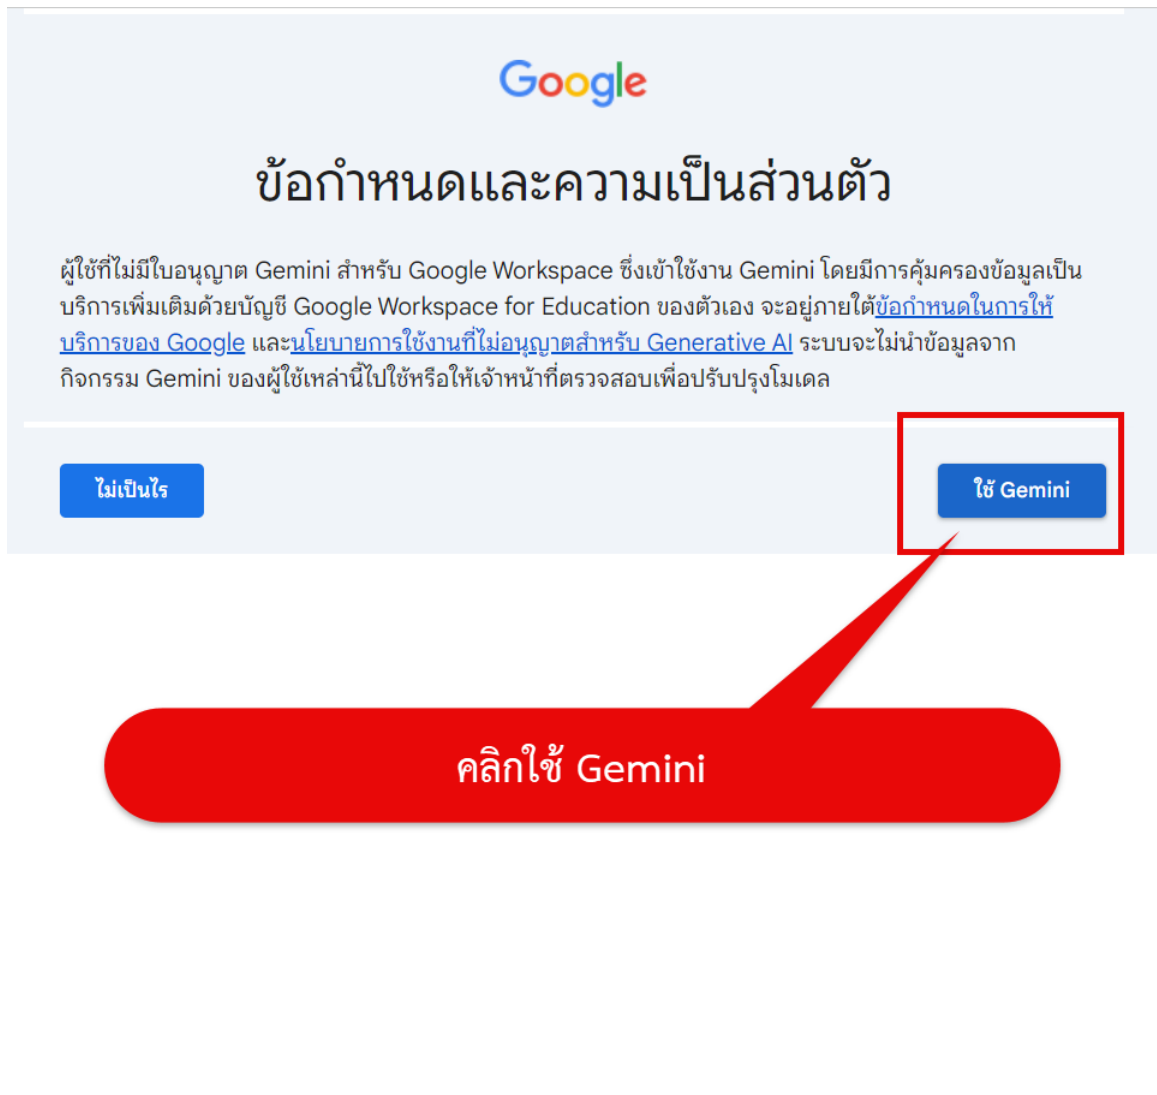 Google
ข้อกำหนดและความเป็นส่วนตัว
ผู้ใช้ที่ไม่มีใบอนุญาต Gemini สำหรับ Google Workspace ซึ่งเข้าใช้งาน Gemini โดยมีการคุ้มครองข้อมูลเป็น
บริการเพิ่มเติมด้วยบัญชี Google Workspace for Education ของตัวเอง จะอยู่ภายใต้ข้อกำหนดในการให้
บริการของ Google และนโยบายการใช้งานที่ไม่อนุญาตสำหรับ Generative AI ระบบจะไม่นำข้อมูลจาก
กิจกรรม Gemini ของผู้ใช้เหล่านี้ไปใช้หรือให้เจ้าหน้าที่ตรวจสอบเพื่อปรับปรุงโมเดล
ไม่เป็นไร
ใช้ Gemini
คลิกใช้ Gemini